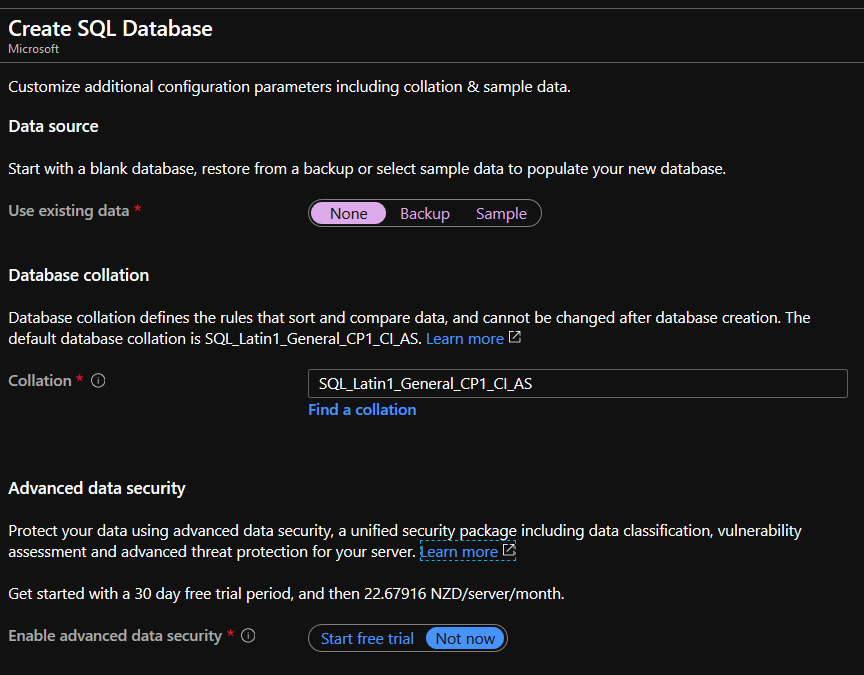 Create SQL Database
Microsoft
Customize additional configuration parameters including collation & sample data.
Data source
Start with a blank database, restore from a backup or select sample data to populate your new database.
Use existing data *
None Backup Sample
Database collation
Database collation defines the rules that sort and compare data, and cannot be changed after database creation. The
default database collation is SQL_Latin1_General_CP1_CI_AS. Learn more
Collation *
SQL_Latin1_General_CP1_CI_AS
Find a collation
Advanced data security
Protect your data using advanced data security, a unified security package including data classification, vulnerability
assessment and advanced threat protection for your server. Learn more
Get started with a 30 day free trial period, and then 22.67916 NZD/server/month.
Enable advanced data security *
Start free trial Not now